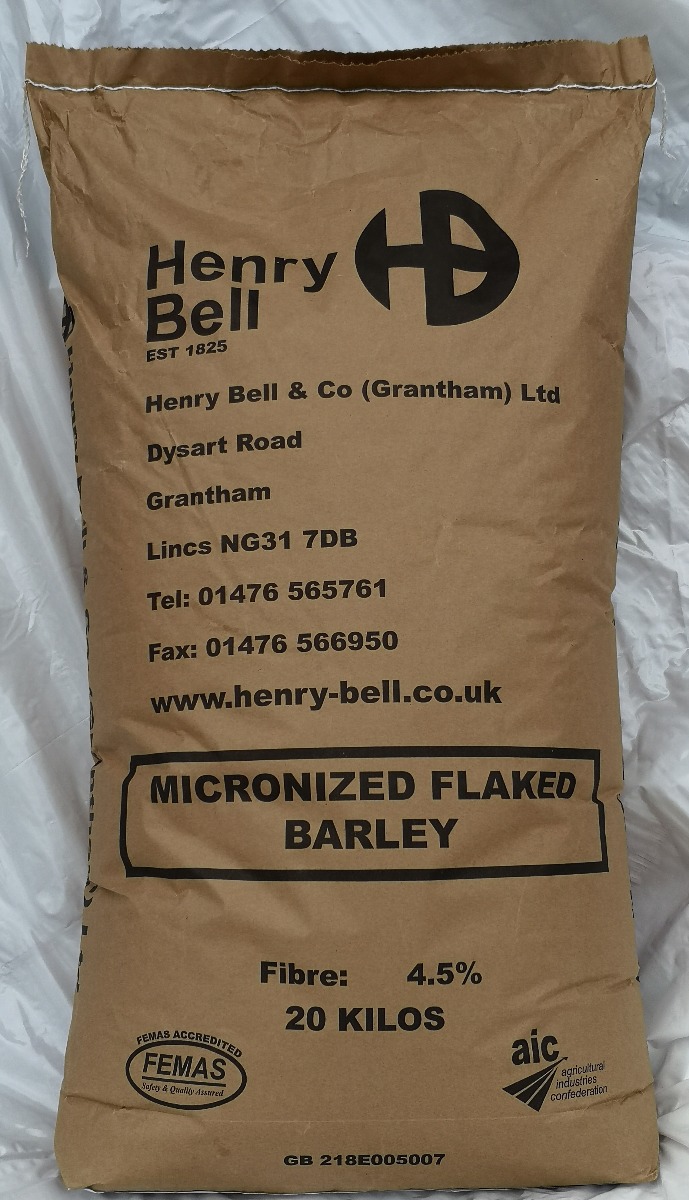 HB
Henry
Bell
EST 1825
Henry Bell & Co (Grantham) Ltd
Dysart Road
Grantham
Lincs NG31 7DB
Tel: 01476 565761
Fax: 01476 566950
www.henry-bell.co.uk
MICRONIZED FLAKED
BARLEY
Fibre: 4.5%
20 KILOS
FEMAS ACCREDITED
FEMAS
Safety & Quality Assured
aic
agricultural
industries
confederation
GB 218E005007